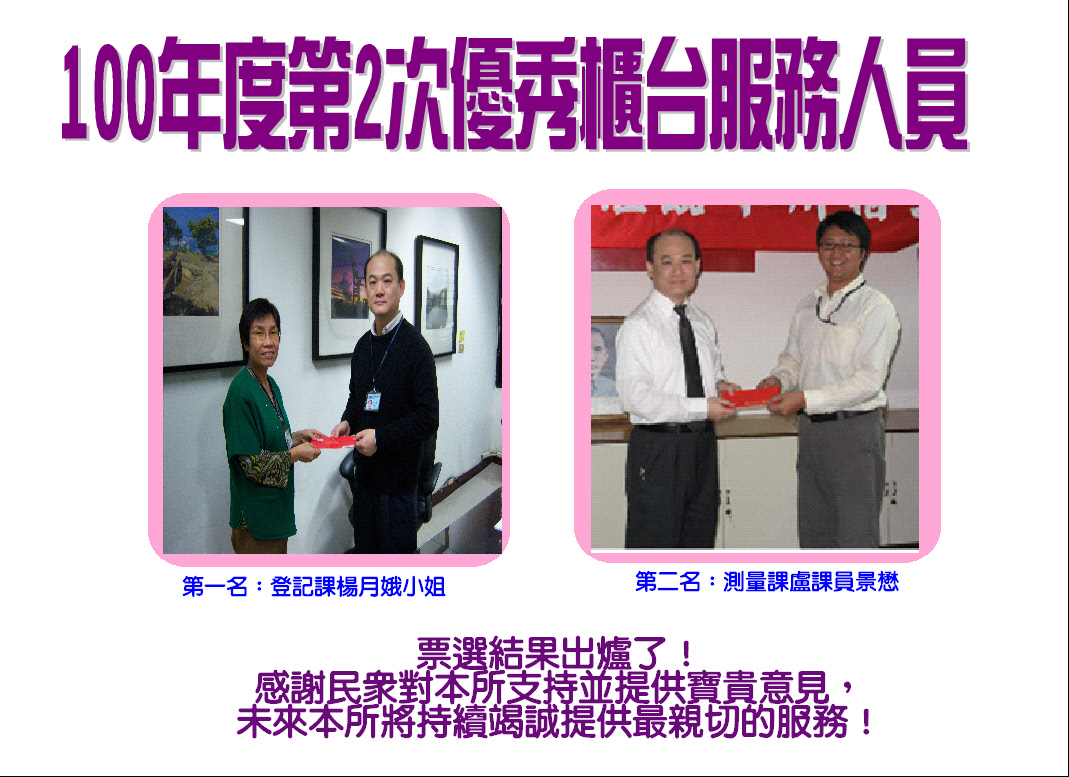 100年度第2次優秀櫃台服務人員
第一名：登記課楊月娥小姐
第二名：測量課盧課員景懋
票選結果出爐了！
感謝民眾對本所支持並提供寶貴意見，
未來本所將持續竭誠提供最親切的服務！